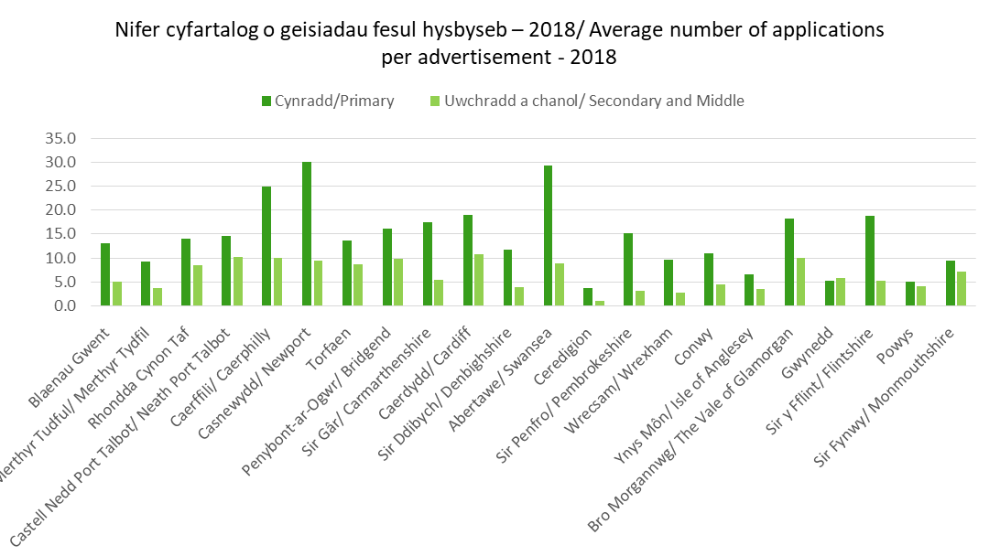 Nifer cyfartalog o geisiadau fesul hysbyseb – 2018/ Average number of applications
per advertisement - 2018
Cynradd/Primary
Uwchradd a chanol/ Secondary and Middle
35.0
30.0
25.0
20.0
15.0
10.0
5.0
0.0
Blaenau Gwent
Merthyr Tudful/ Merthyr Tydfil
Rhondda Cynon Taf
Castell Nedd Port Talbot/ Neath Port Talbot
Caerffili/ Caerphilly
Casnewydd/ Newport
Torfaen
Penybont-ar-Ogwr/ Bridgend
Sir Gâr/ Carmarthenshire
Caerdydd/ Cardiff
Sir Ddibych/ Denbighshire
Abertawe/ Swansea
Ceredigion
Sir Penfro/ Pembrokeshire
Wrecsam/ Wrexham
Conwy
Ynys Môn/ Isle of Anglesey
Bro Morgannwg/ The Vale of Glamorgan
Gwynedd
Sir y Fflint/ Flintshire
Powys
Sir Fynwy/ Monmouthshire